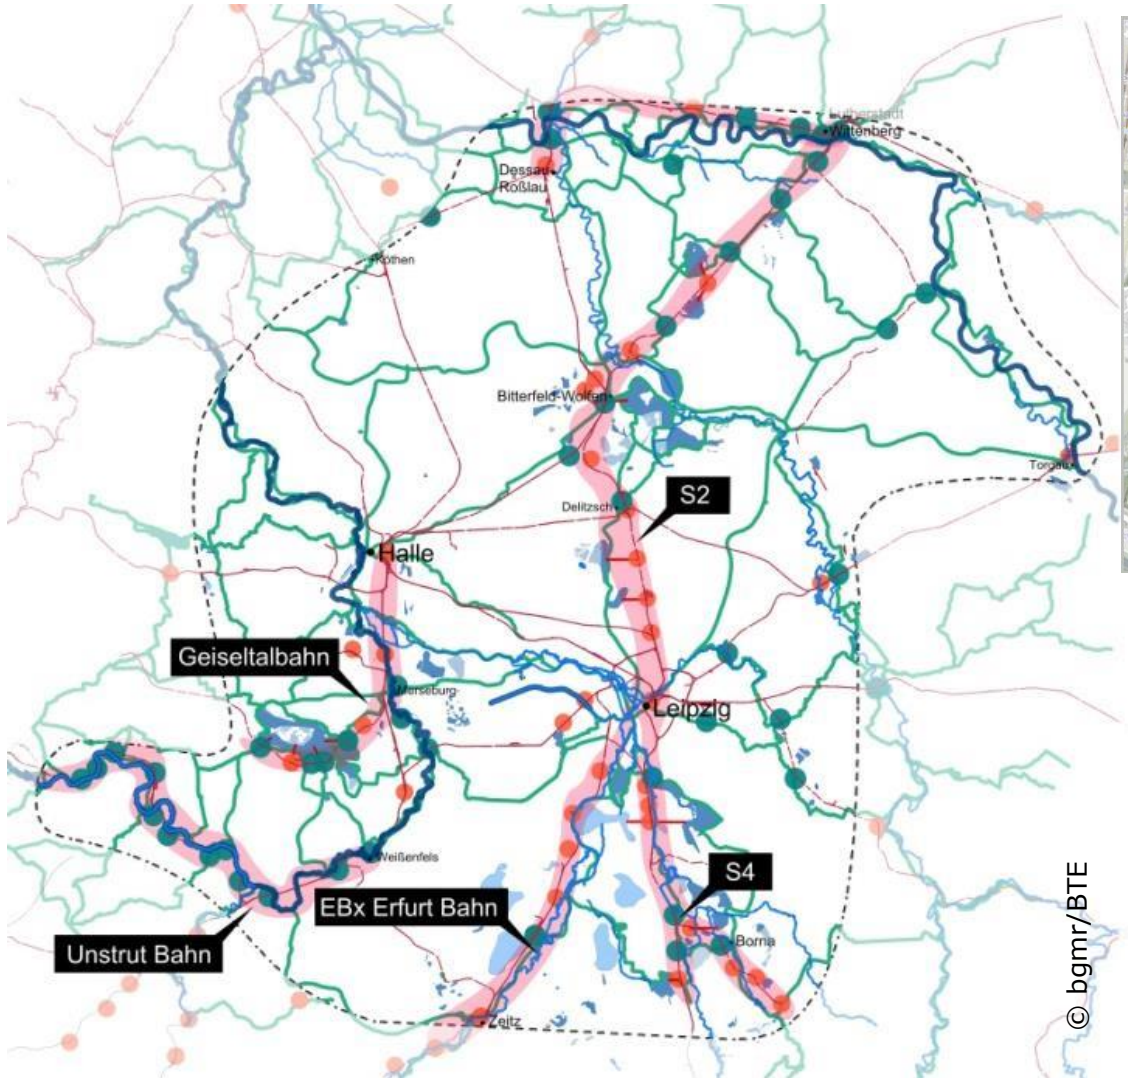 Lutherstadt
Wittenberg
Dessau
Roßlau
Köthen
Bitterfeld-Wolfen
Torgau
S2
Delitzsch
Halle
Geiseltalbahn
Merseburg
Leipzig
Weißenfels
S4
EBx Erfurt Bahn
Borna
Unstrut Bahn
Zeitz
© bgmr/BTE